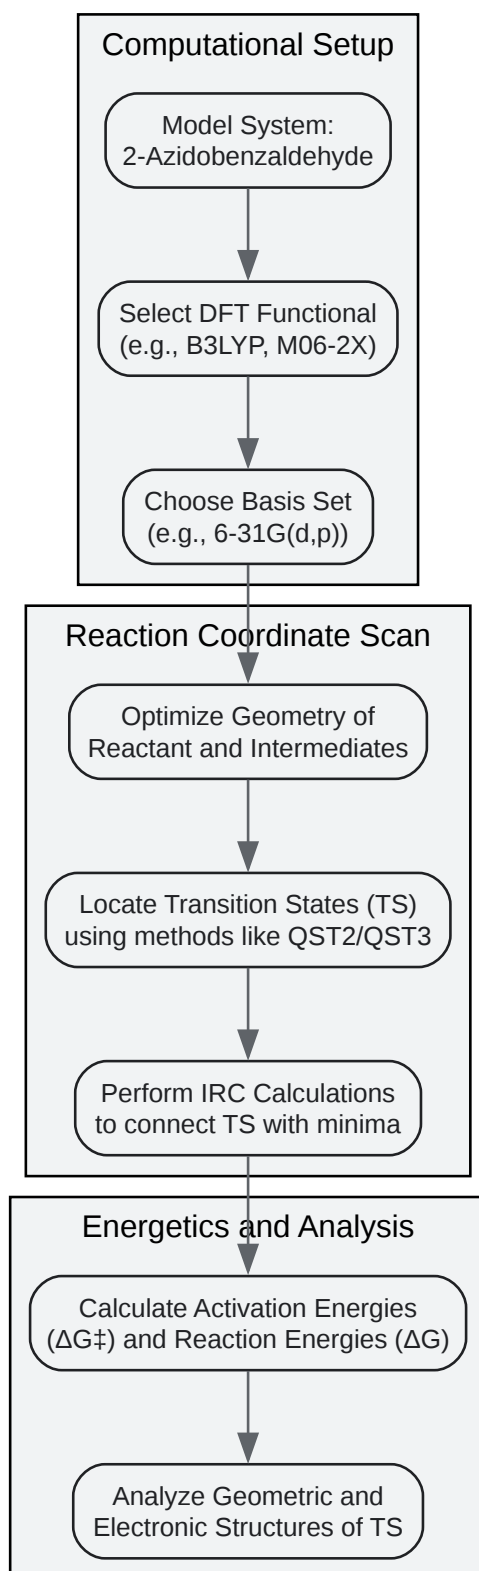 Computational Setup
Model System:
2-Azidobenzaldehyde
Select DFT Functional
(e.g., B3LYP, M06-2X)
Choose Basis Set
(e.g., 6-31G(d,p))
Reaction Coordinate Scan
Optimize Geometry of
Reactant and Intermediates
Locate Transition States (TS)
using methods like QST2/QST3
Perform IRC Calculations
to connect TS with minima
Energetics and Analysis
Calculate Activation Energies
(ΔG‡) and Reaction Energies (ΔG)
Analyze Geometric and
Electronic Structures of TS